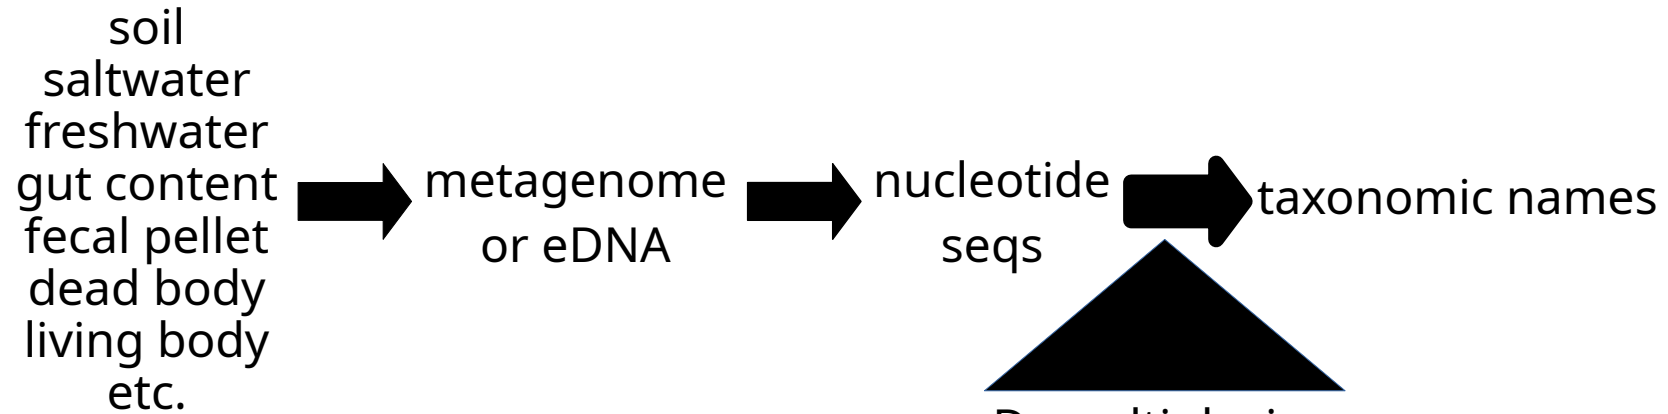 soil
saltwater
freshwater
gut content
fecal pellet
dead body
living body
etc.
metagenome
or eDNA
nucleotide
seqs
taxonomic names